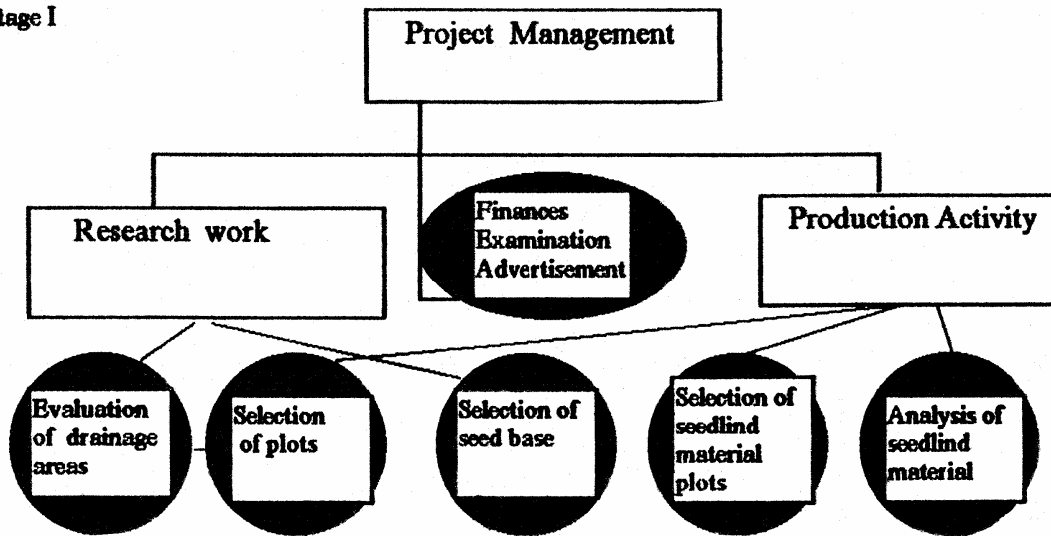 tage I
Project Management
Research work
Finances
Examination
Advertisement
Production Activity
Evaluation
of drainage
areas
Selection
of plots
Selection of
seed base
Selection of
seedlind
material
plots
Analysis of
seedlind
material